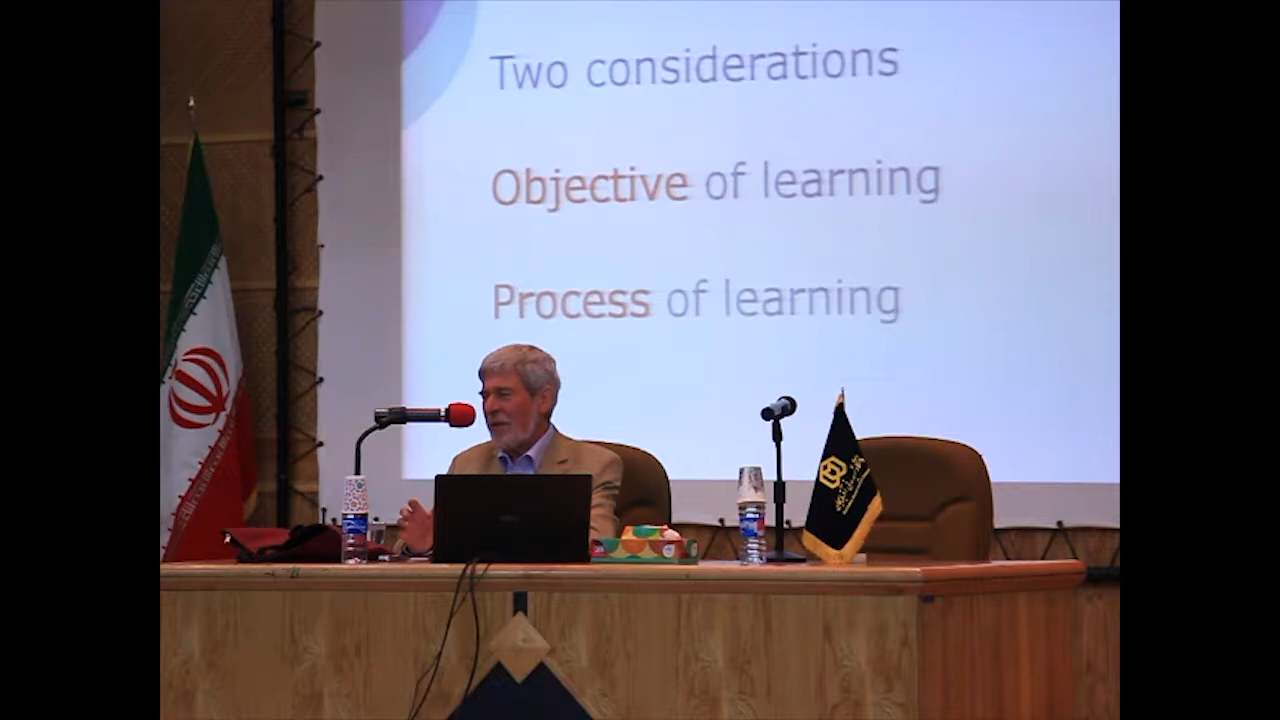 Two considerations
Objective of learning
Process of learning